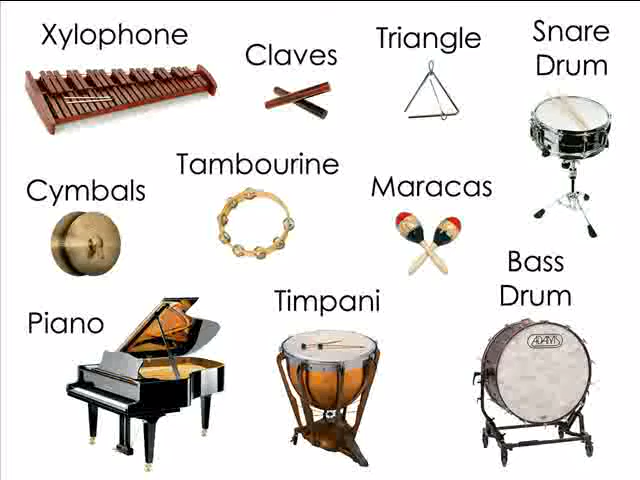 Xylophone
Claves
Triangle
Snare
Drum
Cymbals
Tambourine
Maracas
Piano
Timpani
Bass
Drum
ADAMS